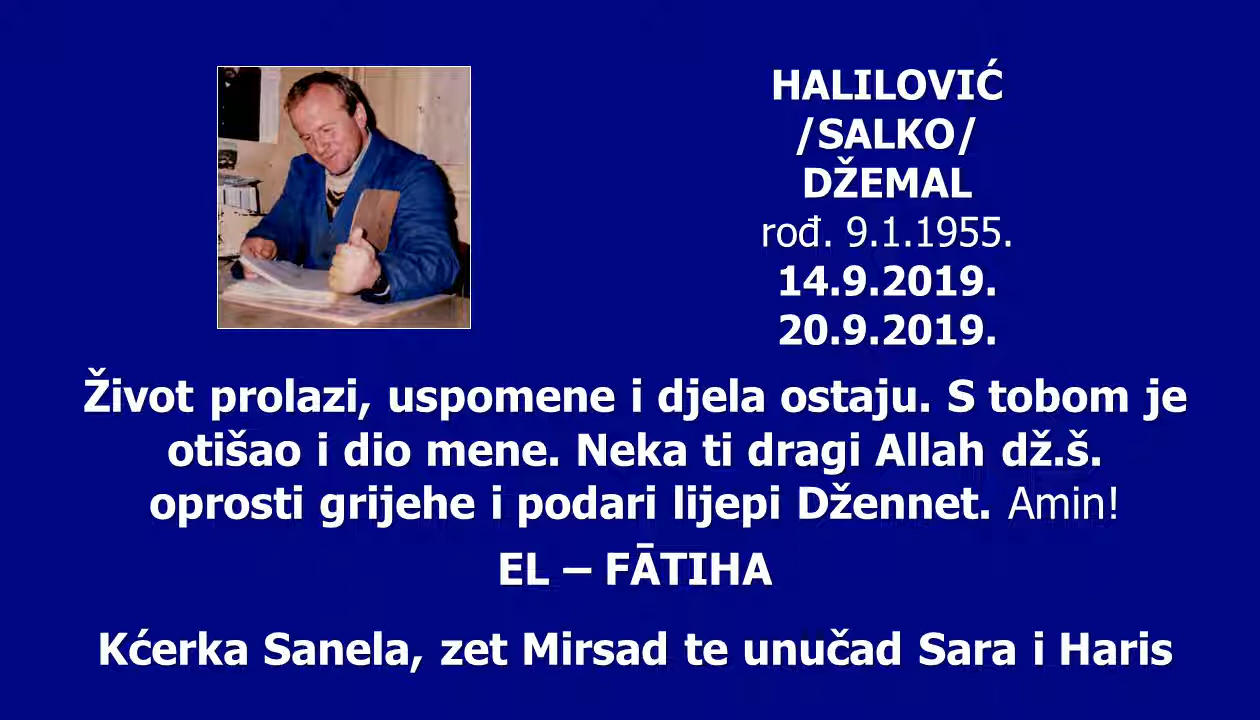 HALILOVIĆ
/SALKO/
DŽEMAL
rođ. 9.1.1955.
14.9.2019.
20.9.2019.
Život prolazi, uspomene i djela ostaju. S tobom je
otišao i dio mene. Neka ti dragi Allah dž.š.
oprosti grijehe i podari lijepi Džennet. Amin!
EL – FĀTIHA
Kćerka Sanela, zet Mirsad te unučad Sara i Haris